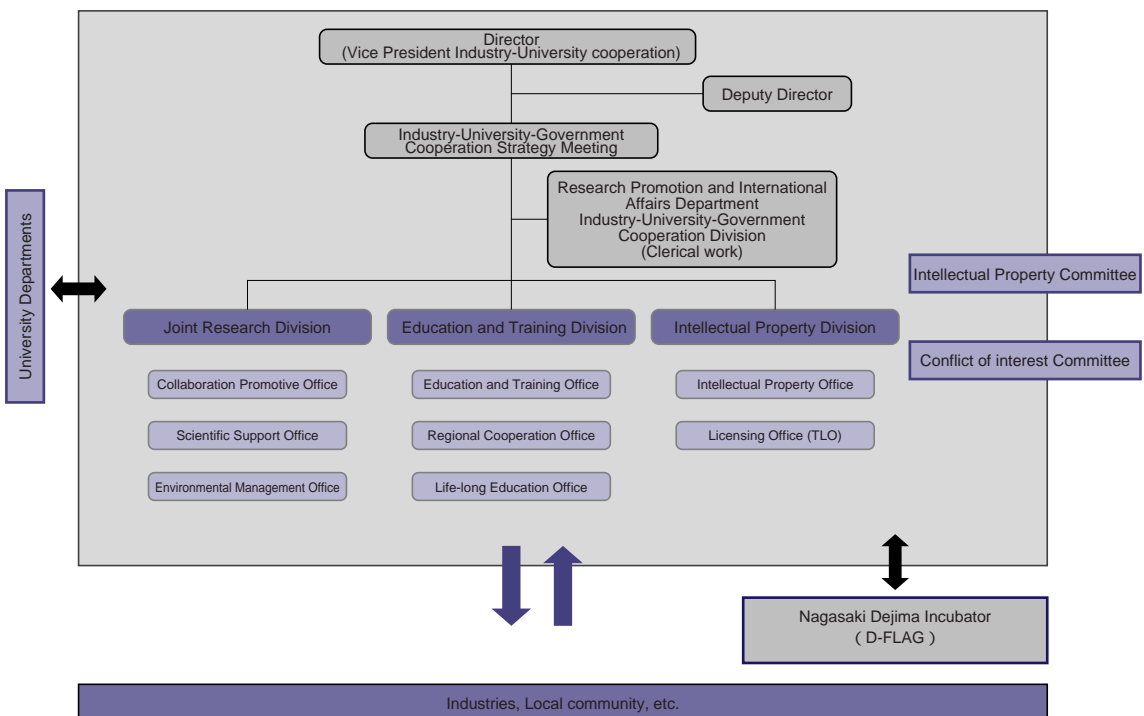 Director
(Vice President Industry-University cooperation)
Deputy Director
Industry-University-Government
Cooperation Strategy Meeting
Research Promotion and International
Affairs Department
Industry-University-Government
Cooperation Division
(Clerical work)
University Departments
Intellectual Property Committee
Conflict of interest Committee
Joint Research Division
Education and Training Division
Intellectual Property Division
Collaboration Promotive Office
Education and Training Office
Intellectual Property Office
Scientific Support Office
Regional Cooperation Office
Licensing Office (TLO)
Environmental Management Office
Life-long Education Office
Nagasaki Dejima Incubator
( D-FLAG )
Industries, Local community, etc.